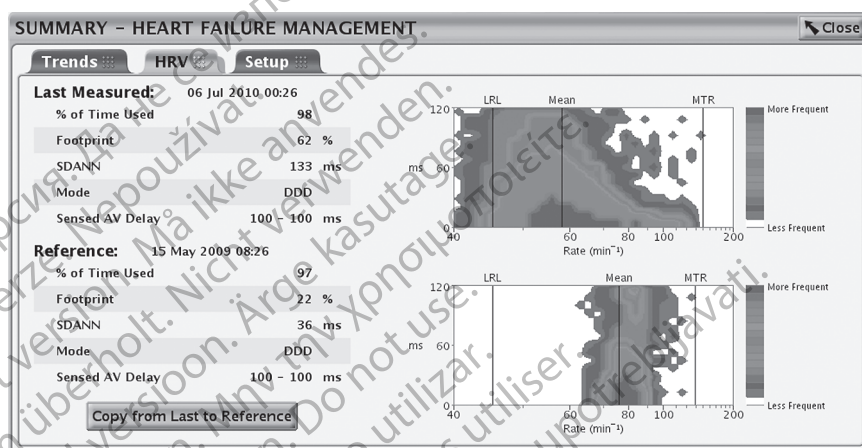 SUMMARY – HEART FAILURE MANAGEMENT
Close
Trends
HRV
Setup
Last Measured: 06 Jul 2010 00:26
% of Time Used 98
Footprint 62 %
SDANN 133 ms
Mode DDD
Sensed AV Delay 100 – 100 ms
Reference: 15 May 2009 08:26
% of Time Used 97
Footprint 22 %
SDANN 36 ms
Mode DDD
Sensed AV Delay 100 – 100 ms
Copy from Last to Reference
LRL Mean MTR
120
ms 60
0
40 60 80 100 200
Rate (min⁻¹)
More Frequent
Less Frequent
LRL Mean MTR
120
ms 60
0
40 60 80 100 200
Rate (min⁻¹)
More Frequent
Less Frequent
Да не се
Nepoužívat.
Må ikke anvendes.
version. Nicht verwenden.
überholt.
versioon. Ärge kasutage.
Μην την χρησιμοποιείτε.
Do not use.
utilizar.
utiliser
upotrebljavati.